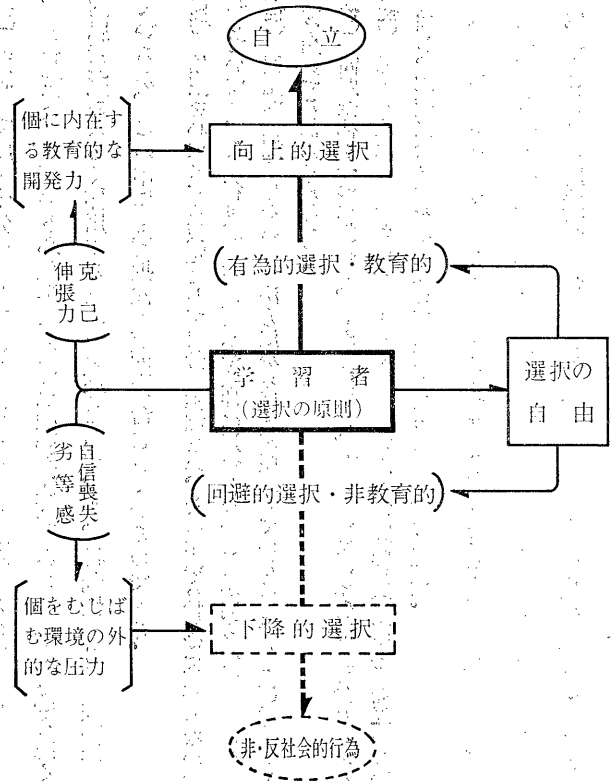 自立
個に内在す
る教育的な
開発力
向上的選択
克己
伸張力
(有為的選択・教育的)
学習者
(選択の原則)
選択の
自由
自信喪失
劣等感
(回避的選択・非教育的)
個をむしば
む環境の外
的な圧力
下降的選択
非・反社会的行為